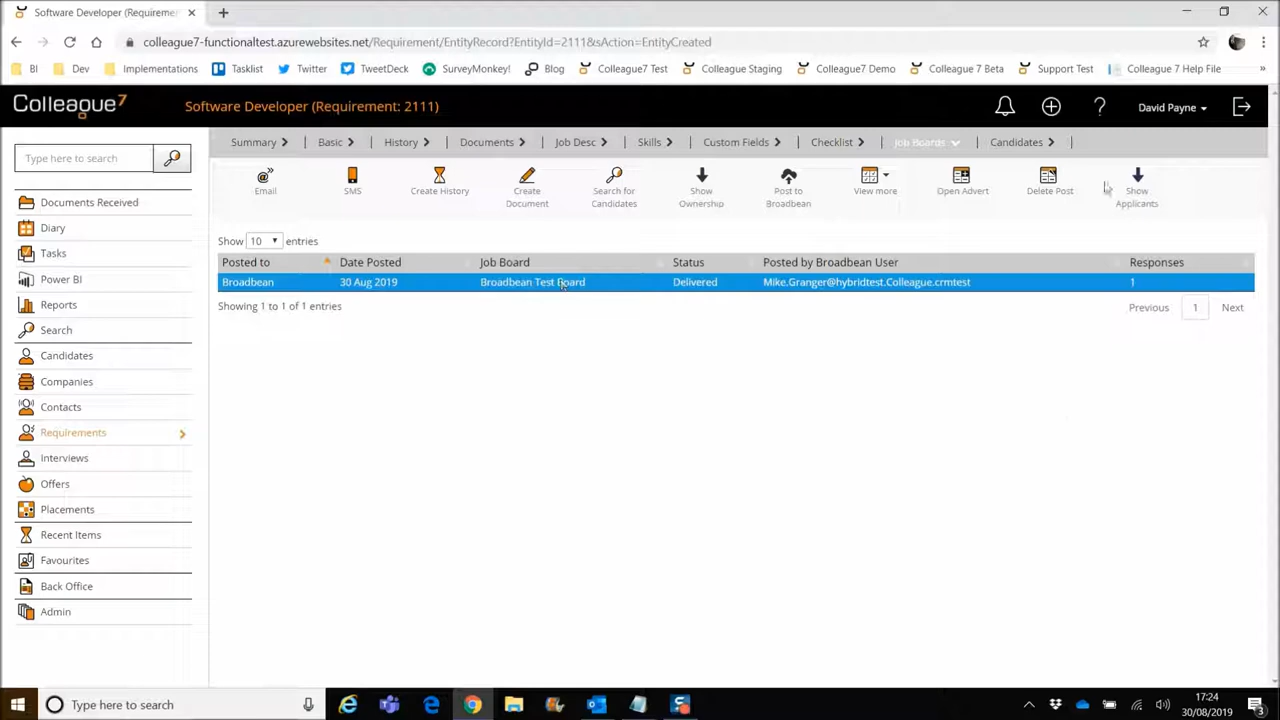 Software Developer (Requireme
colleague7-functionaltest.azurewebsites.net/Requirement/EntityRecord?EntityId=2111&sAction=EntityCreated
BI Dev Implementations Tasklist Twitter TweetDeck SurveyMonkey! Blog Colleague7 Test Colleague Staging Colleague7 Demo Colleague 7 Beta Support Test Colleague 7 Help File »
Colleague7 Software Developer (Requirement: 2111) David Payne
Summary Basic History Documents Job Desc Skills Custom Fields Checklist Job Boards Candidates
Type here to search
Email SMS Create History Create Document Search for Candidates Show Ownership Post to Broadbean View more Open Advert Delete Post Show Applicants
Documents Received
Diary
Tasks
Power BI
Reports
Search
Candidates
Companies
Contacts
Requirements
Interviews
Offers
Placements
Recent Items
Favourites
Back Office
Admin
Show 10 entries
Posted to Date Posted Job Board Status Posted by Broadbean User Responses
Broadbean 30 Aug 2019 Broadbean Test Board Delivered Mike.Granger@hybridtest.Colleague.crmtest 1
Showing 1 to 1 of 1 entries Previous 1 Next
Type here to search 17:24
30/08/2019 3